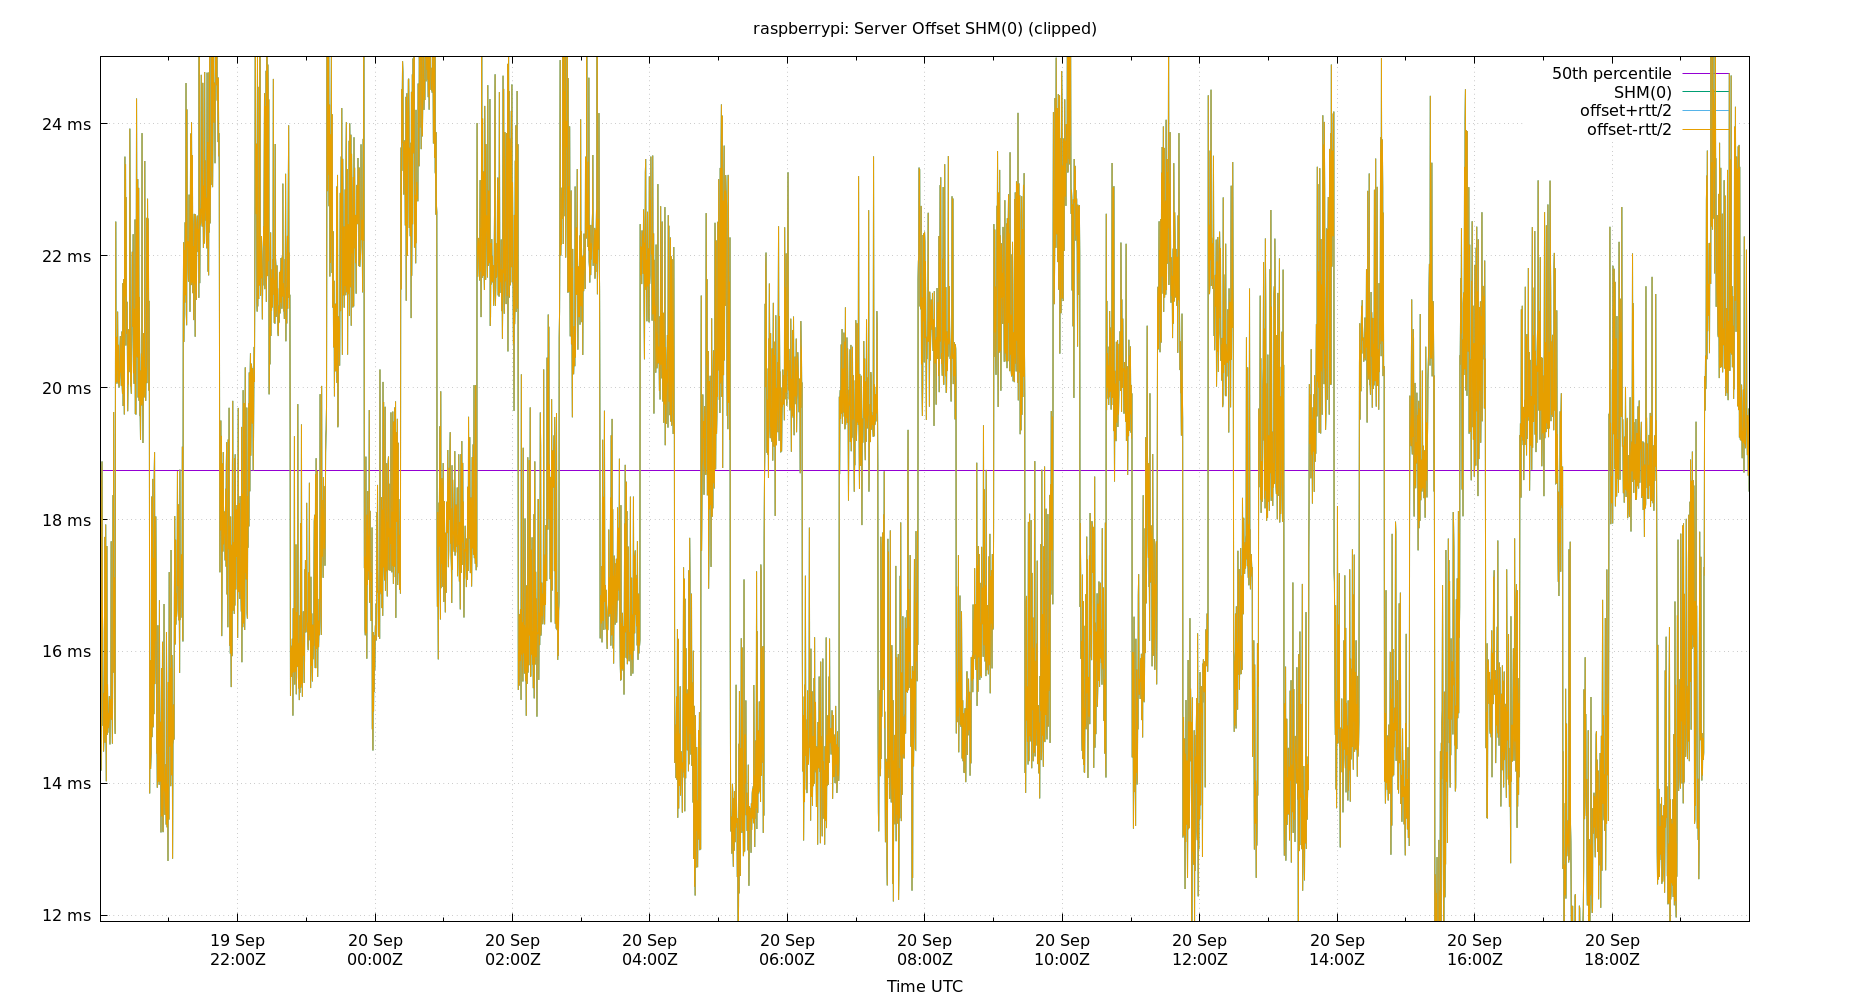 raspberrypi: Server Offset SHM(0) (clipped)
50th percentile
SHM(0)
offset+rtt/2
offset-rtt/2
24 ms
22 ms
20 ms
18 ms
16 ms
14 ms
12 ms
19 Sep 20 Sep 20 Sep 20 Sep 20 Sep 20 Sep 20 Sep 20 Sep 20 Sep 20 Sep 20 Sep
22:00Z 00:00Z 02:00Z 04:00Z 06:00Z 08:00Z 10:00Z 12:00Z 14:00Z 16:00Z 18:00Z
Time UTC